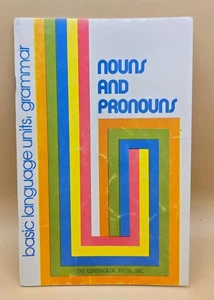 basic language units: grammar
NOUNS
AND
PRONOUNS
THE CONTINENTAL PRESS, INC.